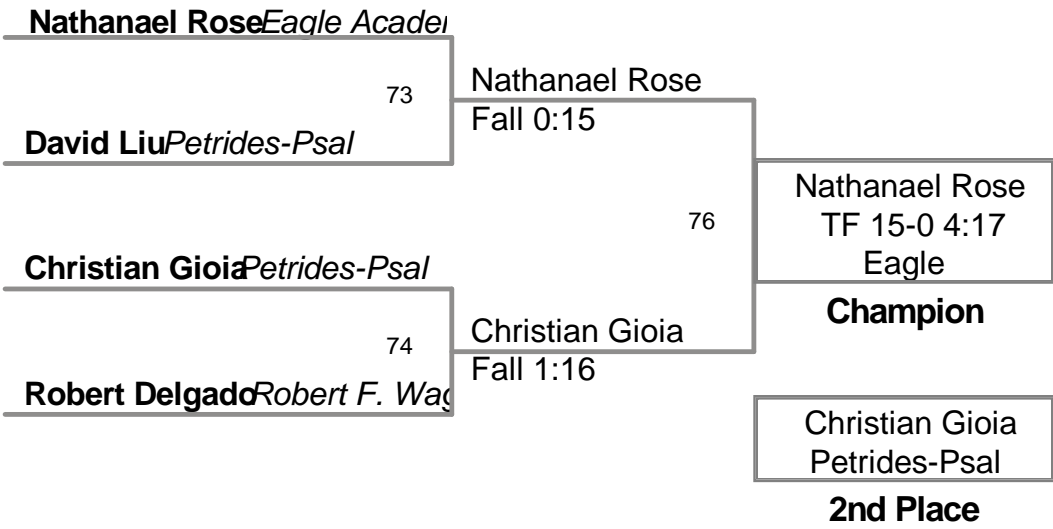 Nathanael Rose Eagle Acader
73
Nathanael Rose
Fall 0:15
David Liu Petrides-Psal
Nathanael Rose
TF 15-0 4:17
Eagle
Champion
76
Christian Gioia Petrides-Psal
74
Christian Gioia
Fall 1:16
Robert Delgado Robert F. Wag
Christian Gioia
Petrides-Psal
2nd Place